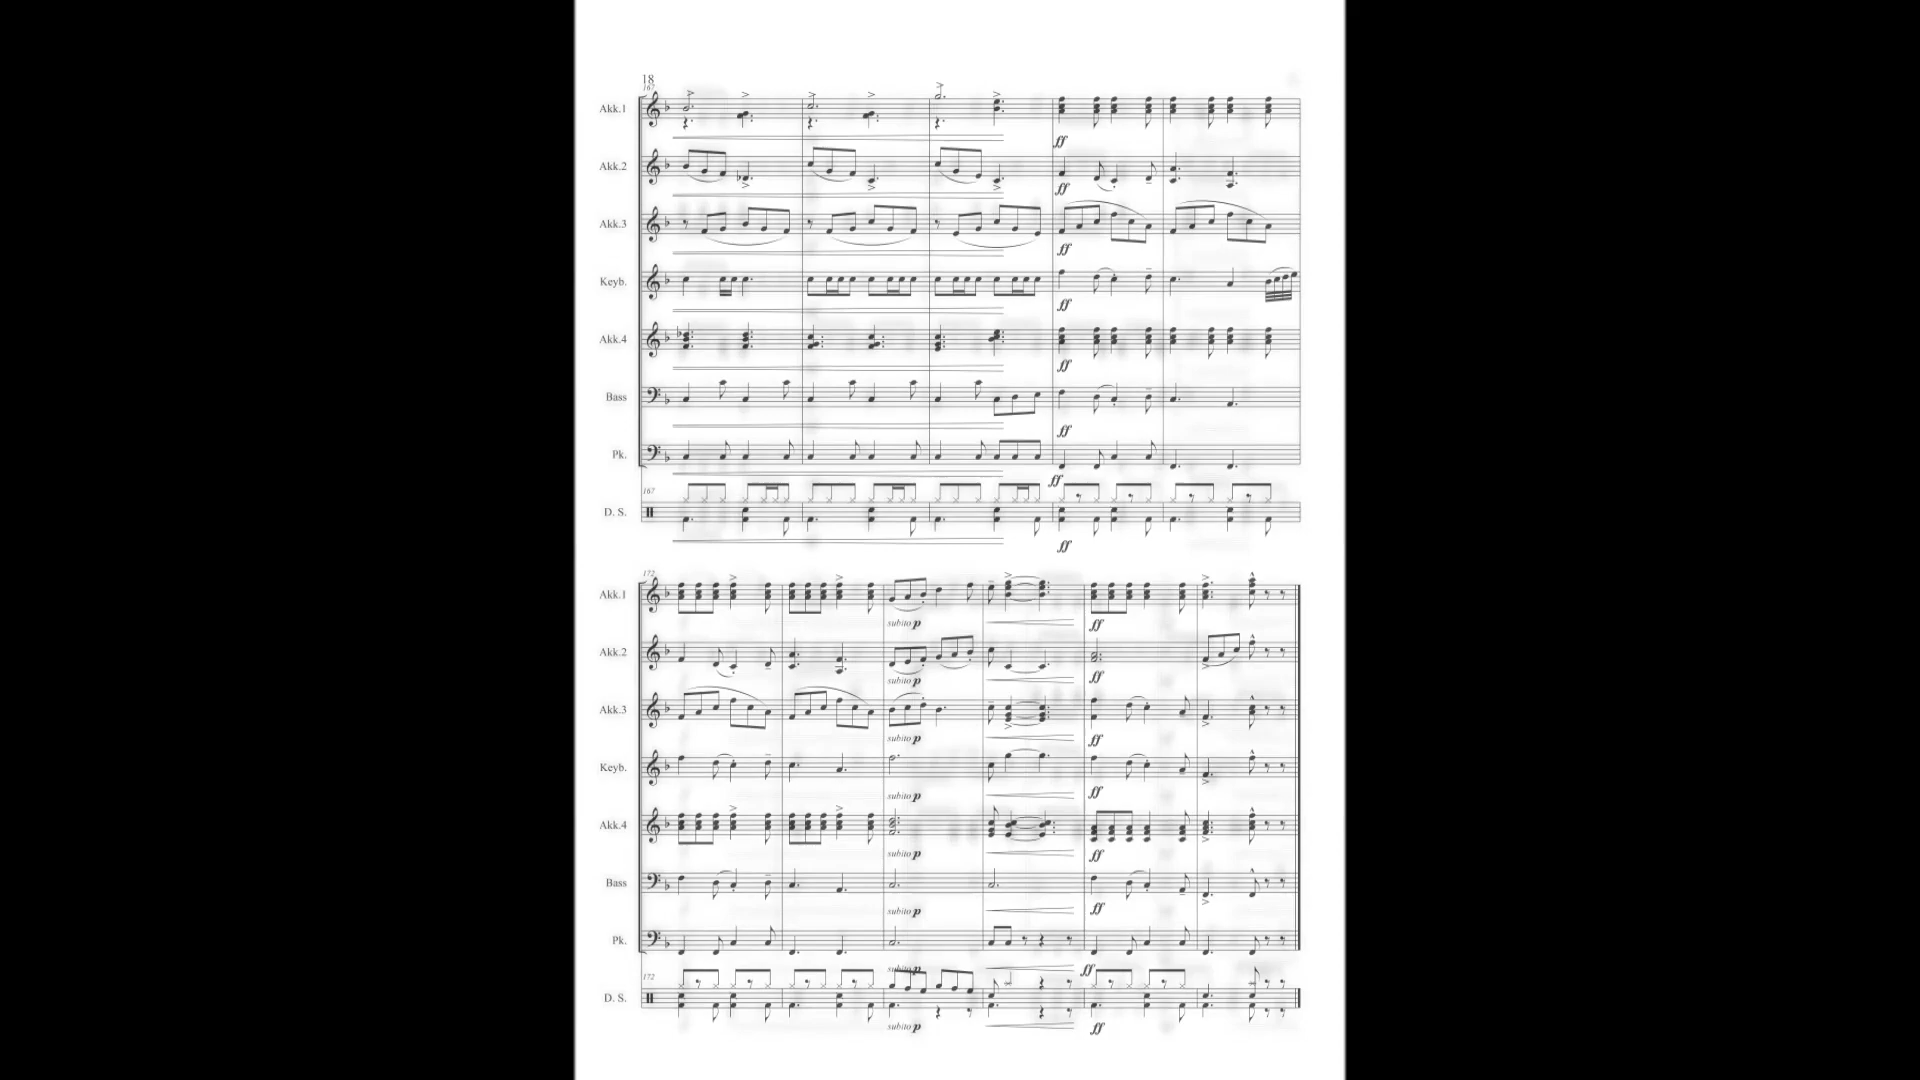 18
167
Akk.1
ff
Akk.2
ff
Akk.3
ff
Keyb.
ff
Akk.4
ff
Bass
ff
Pk.
ff
167
D. S.
ff
172
Akk.1
subito p
ff
Akk.2
subito p
ff
Akk.3
subito p
ff
Keyb.
subito p
ff
Akk.4
subito p
ff
Bass
subito p
ff
Pk.
subito p
ff
172
D. S.
subito p
ff